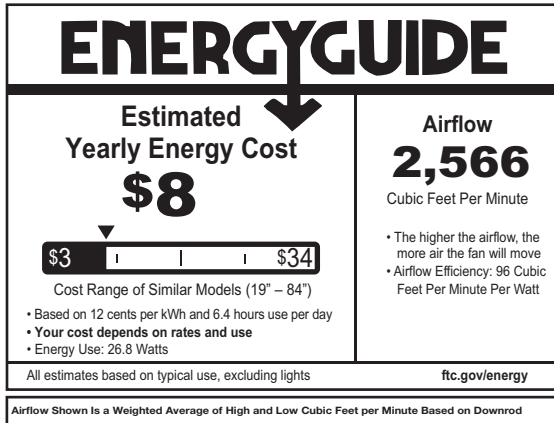 ENERGYGUIDE
Estimated
Yearly Energy Cost
$8
$3
$34
Cost Range of Similar Models (19” – 84”)
• Based on 12 cents per kWh and 6.4 hours use per day
• Your cost depends on rates and use
• Energy Use: 26.8 Watts
Airflow
2,566
Cubic Feet Per Minute
• The higher the airflow, the
more air the fan will move
• Airflow Efficiency: 96 Cubic
Feet Per Minute Per Watt
All estimates based on typical use, excluding lights
ftc.gov/energy
Airflow Shown Is a Weighted Average of High and Low Cubic Feet per Minute Based on Downrod